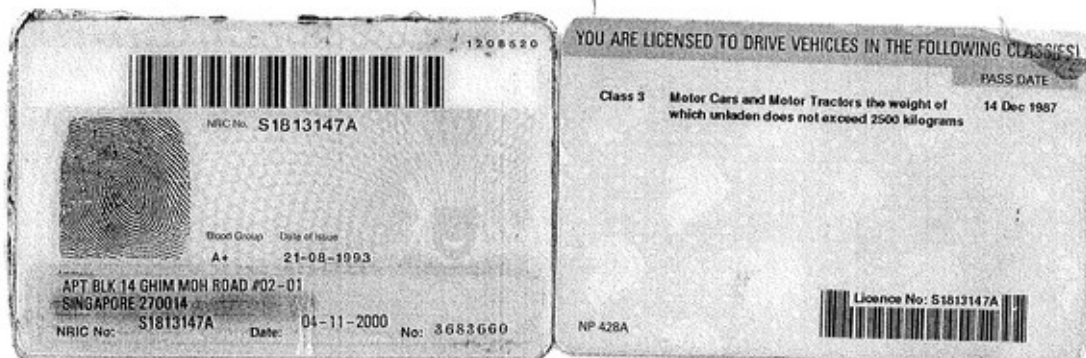 1208520
NRIC No. S1813147A
Blood Group Date of Issue
A+ 21-08-1993
APT BLK 14 GHIM MOH ROAD #02-01
SINGAPORE 270014
NRIC No: S1813147A Date: 04-11-2000 No: 3683660
YOU ARE LICENSED TO DRIVE VEHICLES IN THE FOLLOWING CLASS(ES)
PASS DATE
Class 3 Motor Cars and Motor Tractors the weight of 14 Dec 1987
which unladen does not exceed 2500 kilograms
Licence No: S1813147A
NP 428A